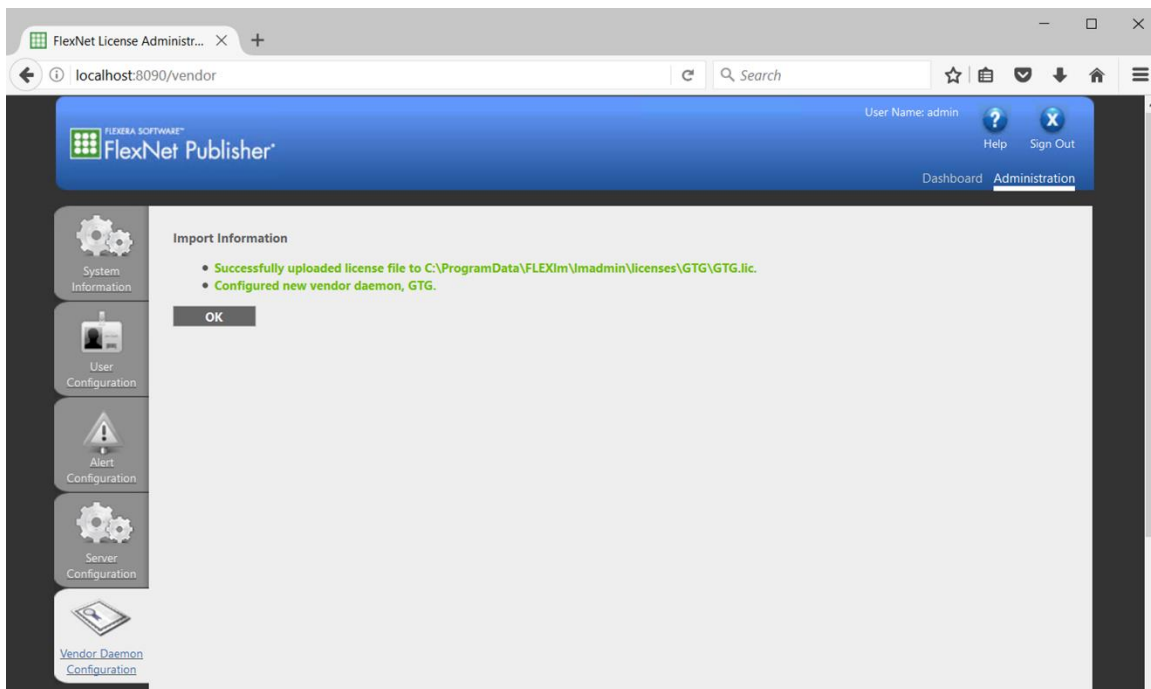 FlexNet License Administr...
localhost:8090/vendor
Search
FLEXERA SOFTWARE™
FlexNet Publisher®
User Name: admin
Help
Sign Out
Dashboard Administration
System
Information
User
Configuration
Alert
Configuration
Server
Configuration
Vendor Daemon
Configuration
Import Information
• Successfully uploaded license file to C:\ProgramData\FLEXlm\lmadmin\licenses\GTG\GTG.lic.
• Configured new vendor daemon, GTG.
OK